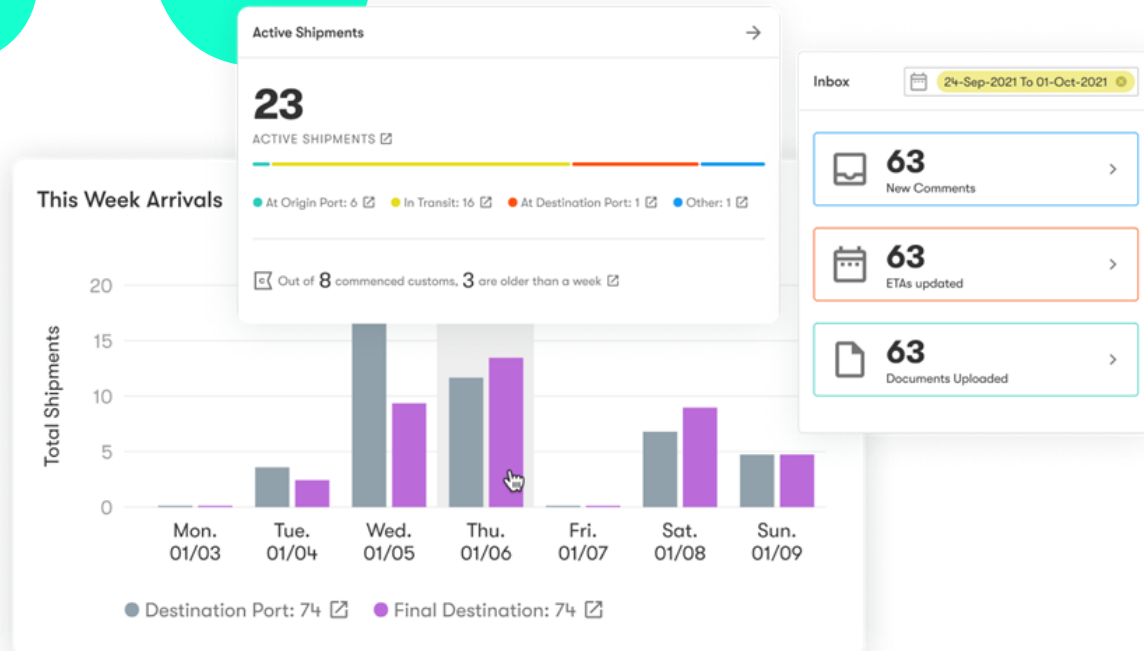 Active Shipments
23
ACTIVE SHIPMENTS
At Origin Port: 6 In Transit: 16 At Destination Port: 1 Other: 1
Out of 8 commenced customs, 3 are older than a week
Inbox 24-Sep-2021 To 01-Oct-2021
63
New Comments
63
ETAs updated
63
Documents Uploaded
This Week Arrivals
Total Shipments
20
15
10
5
0
Mon. Tue. Wed. Thu. Fri. Sat. Sun.
01/03 01/04 01/05 01/06 01/07 01/08 01/09
Destination Port: 74 Final Destination: 74